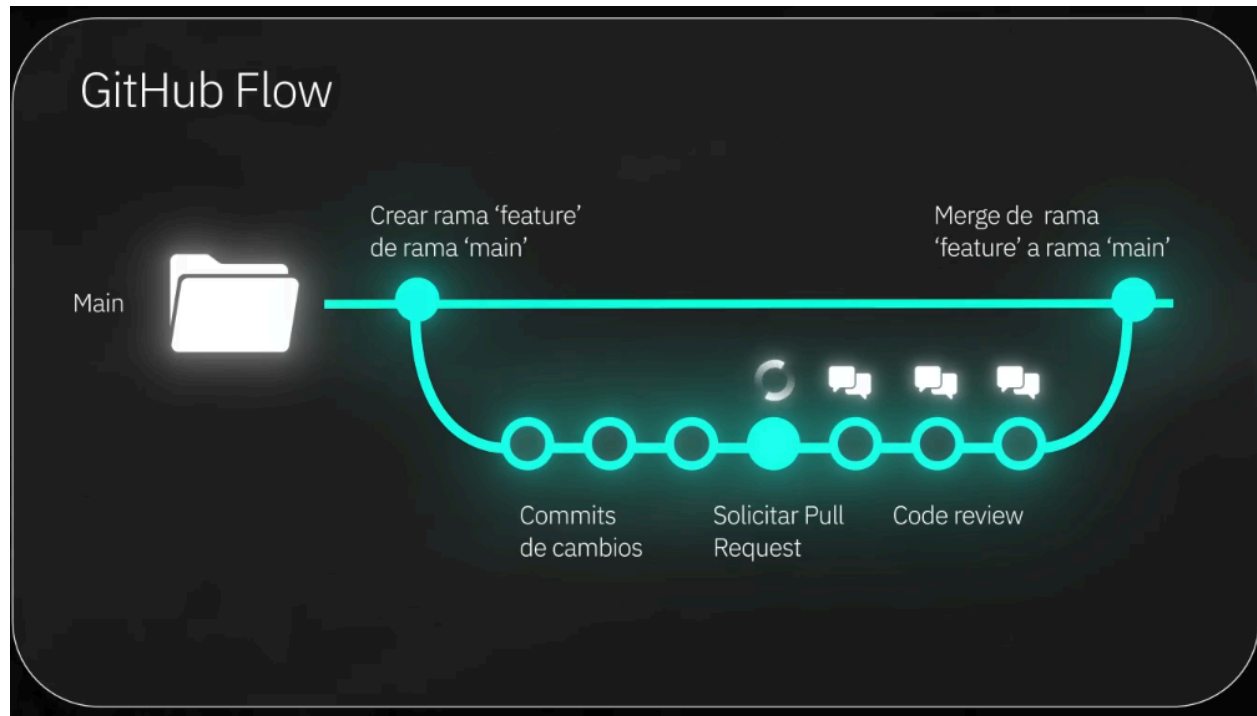 GitHub Flow
Crear rama ‘feature’
de rama ‘main’
Merge de rama
‘feature’ a rama ‘main’
Main
Commits
de cambios
Solicitar Pull
Request
Code review